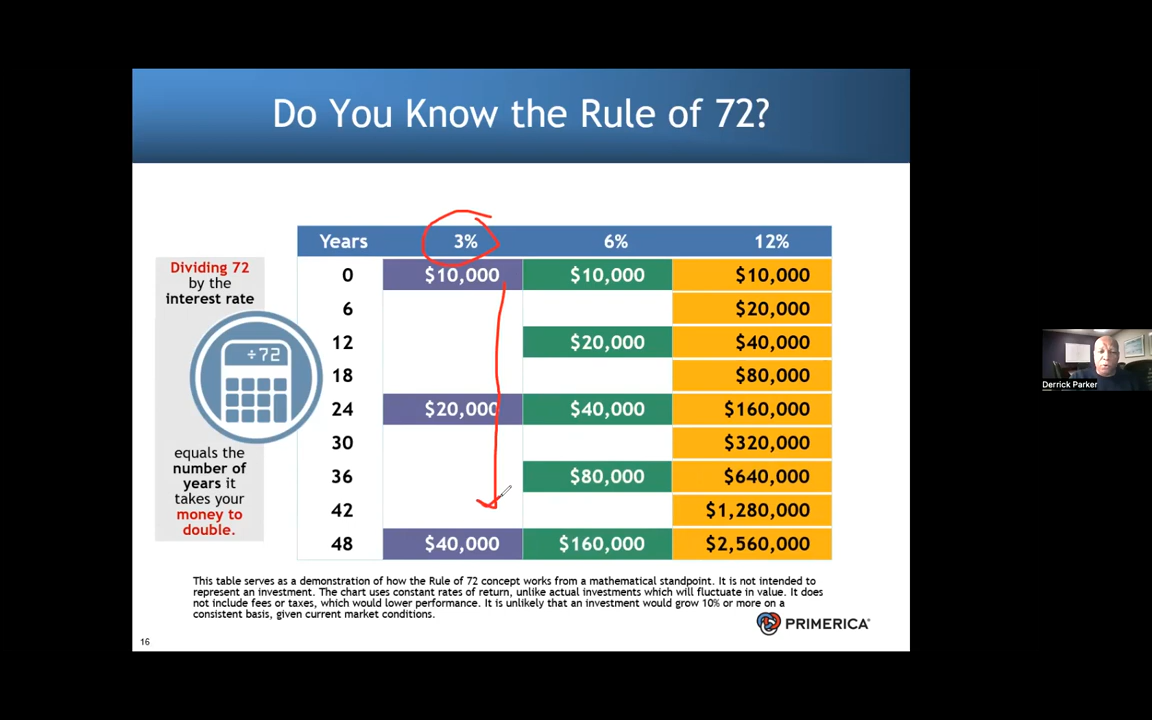 Do You Know the Rule of 72?
Years 3% 6% 12%
Dividing 72
by the
interest rate
÷72
equals the
number of
years it
takes your
money to
double.
0 $10,000 $10,000 $10,000
6 $20,000
12 $20,000 $40,000
18 $80,000
24 $20,000 $40,000 $160,000
30 $320,000
36 $80,000 $640,000
42 $1,280,000
48 $40,000 $160,000 $2,560,000
This table serves as a demonstration of how the Rule of 72 concept works from a mathematical standpoint. It is not intended to
represent an investment. The chart uses constant rates of return, unlike actual investments which will fluctuate in value. It does
not include fees or taxes, which would lower performance. It is unlikely that an investment would grow 10% or more on a
consistent basis, given current market conditions.
PRIMERICA®
16
Derrick Parker